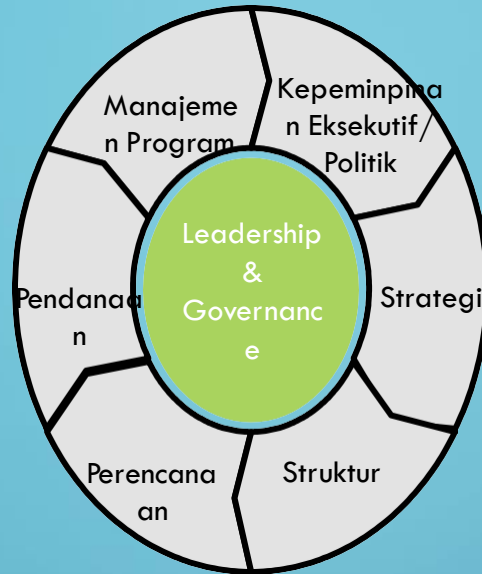 Manajeme
n Program
Kepeminpina
n Eksekutif/
Politik
Leadership
&
Governanc
e
Pendanaa
n
Strategi
Perencana
an
Struktur